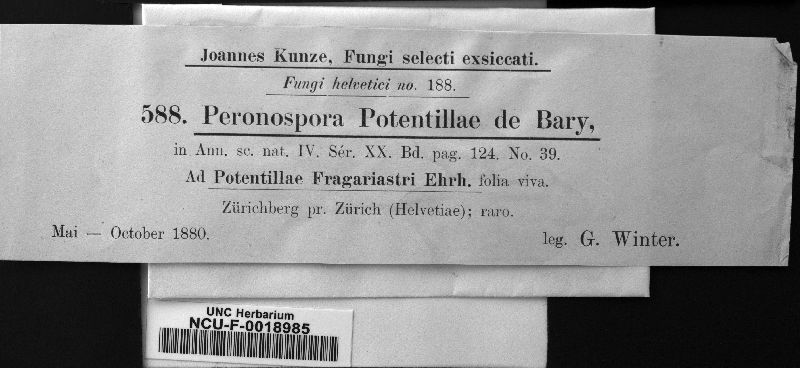 Joannes Kunze, Fungi selecti exsiccati.
Fungi helvetici no. 188.
588. Peronospora Potentillae de Bary,
in Ann. sc. nat. IV. Sér. XX. Bd. pag. 124. No. 39.
Ad Potentillae Fragariastri Ehrh. folia viva.
Zürichberg pr. Zürich (Helvetiae); raro.
Mai — October 1880.
leg. G. Winter.
UNC Herbarium
NCU-F-0018985